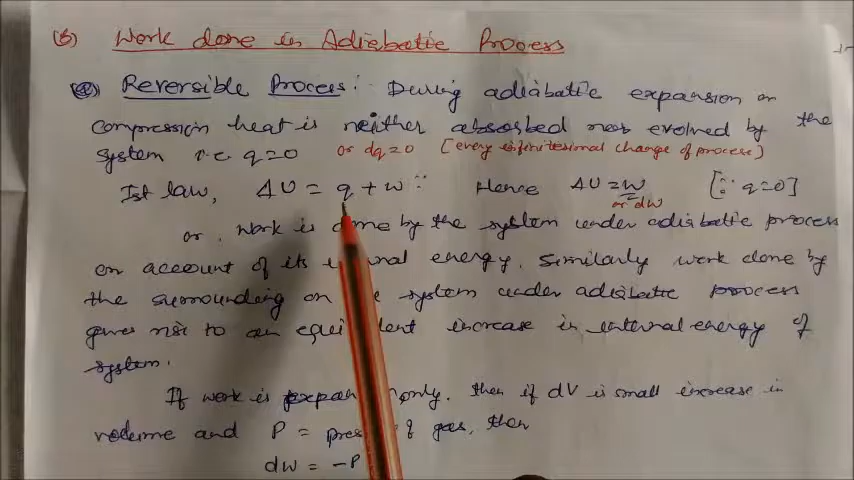 (B) Work done in Adiabatic Process
(a) Reversible Process: During adiabatic expansion or
compression heat is neither absorbed nor evolved by the
system i.e. q=0 or dq=0 [every infinitesimal change of process]
Ist law, ΔU = q + w ∵ Hence ΔU = w [∵ q=0]
or dw
or, Work is done by the system under adiabatic process
on account of its internal energy. Similarly work done by
the surrounding on system under adiabatic process
gives rise to an increase in internal energy of
system.
If work is only. then if dV is small increase in
volume and P = of gas, then
dw = -P